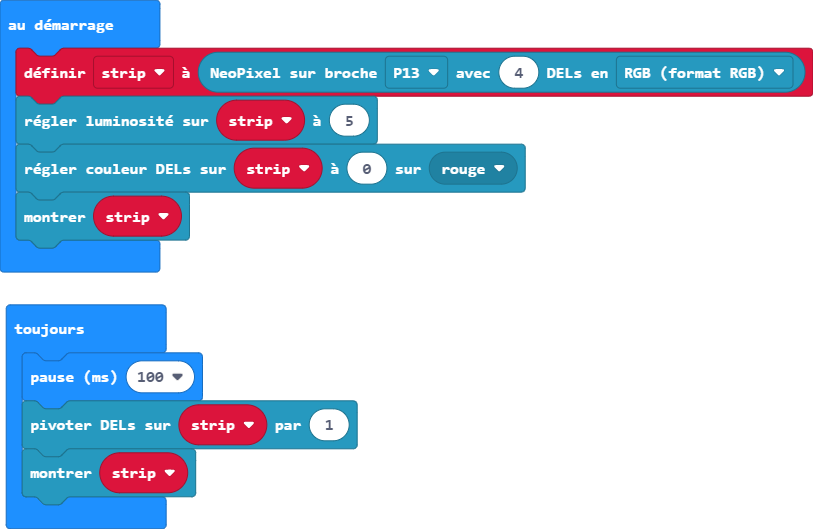 au démarrage
définir strip à NeoPixel sur broche P13 avec 4 DELs en RGB (format RGB)
régler luminosité sur strip à 5
régler couleur DELs sur strip à 0 sur rouge
montrer strip
toujours
pause (ms) 100
pivoter DELs sur strip par 1
montrer strip